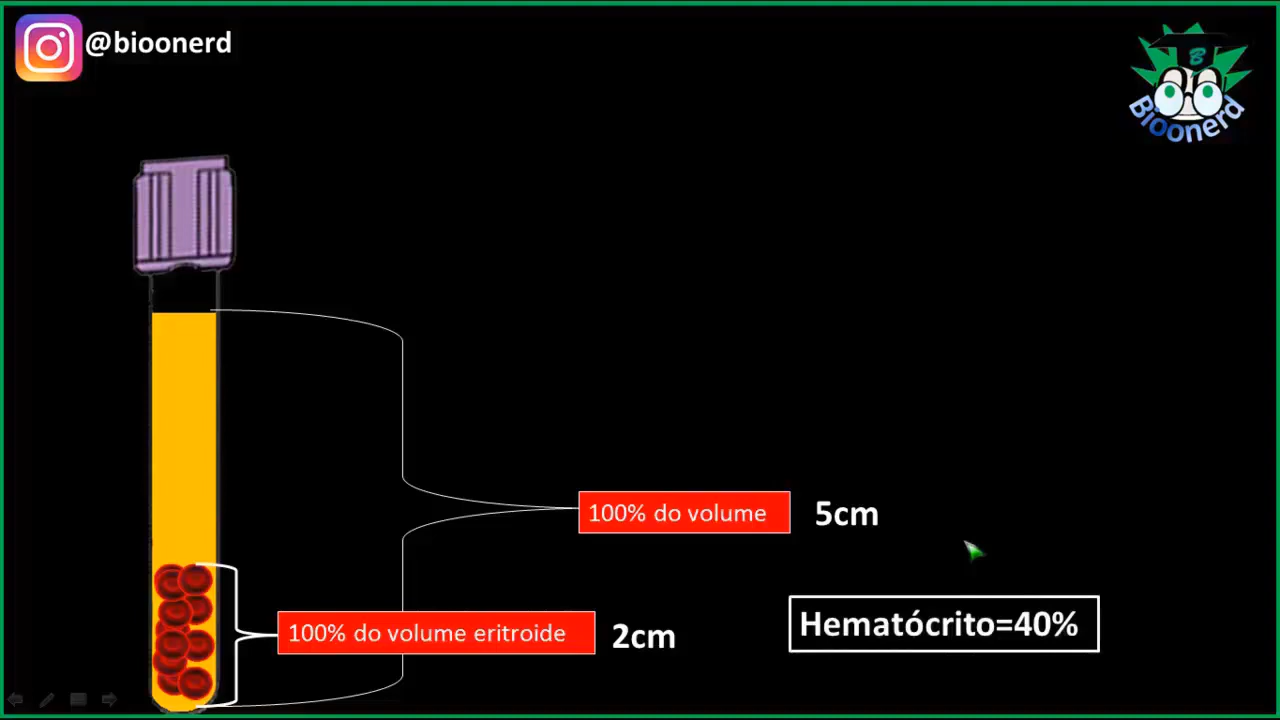 @bioonerd
B
Bioonerd
100% do volume
5cm
Hematócrito=40%
100% do volume eritroide
2cm